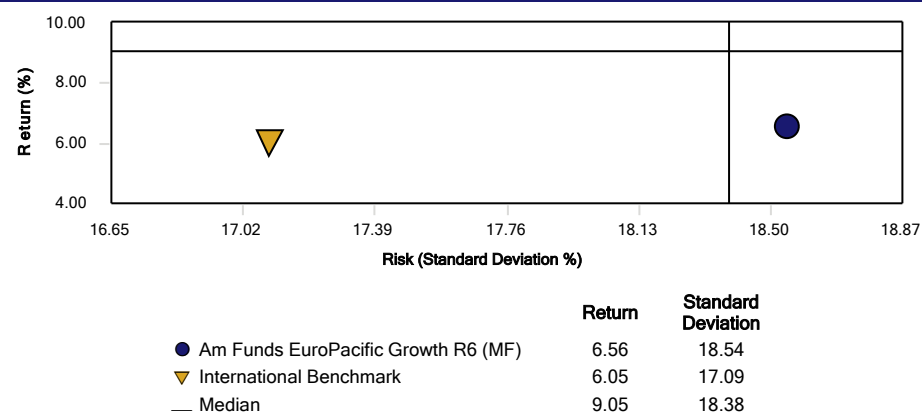 10.00
8.00
6.00
4.00
Return (%)
16.65 17.02 17.39 17.76 18.13 18.50 18.87
Risk (Standard Deviation %)
Return Standard Deviation
Am Funds EuroPacific Growth R6 (MF) 6.56 18.54
International Benchmark 6.05 17.09
Median 9.05 18.38